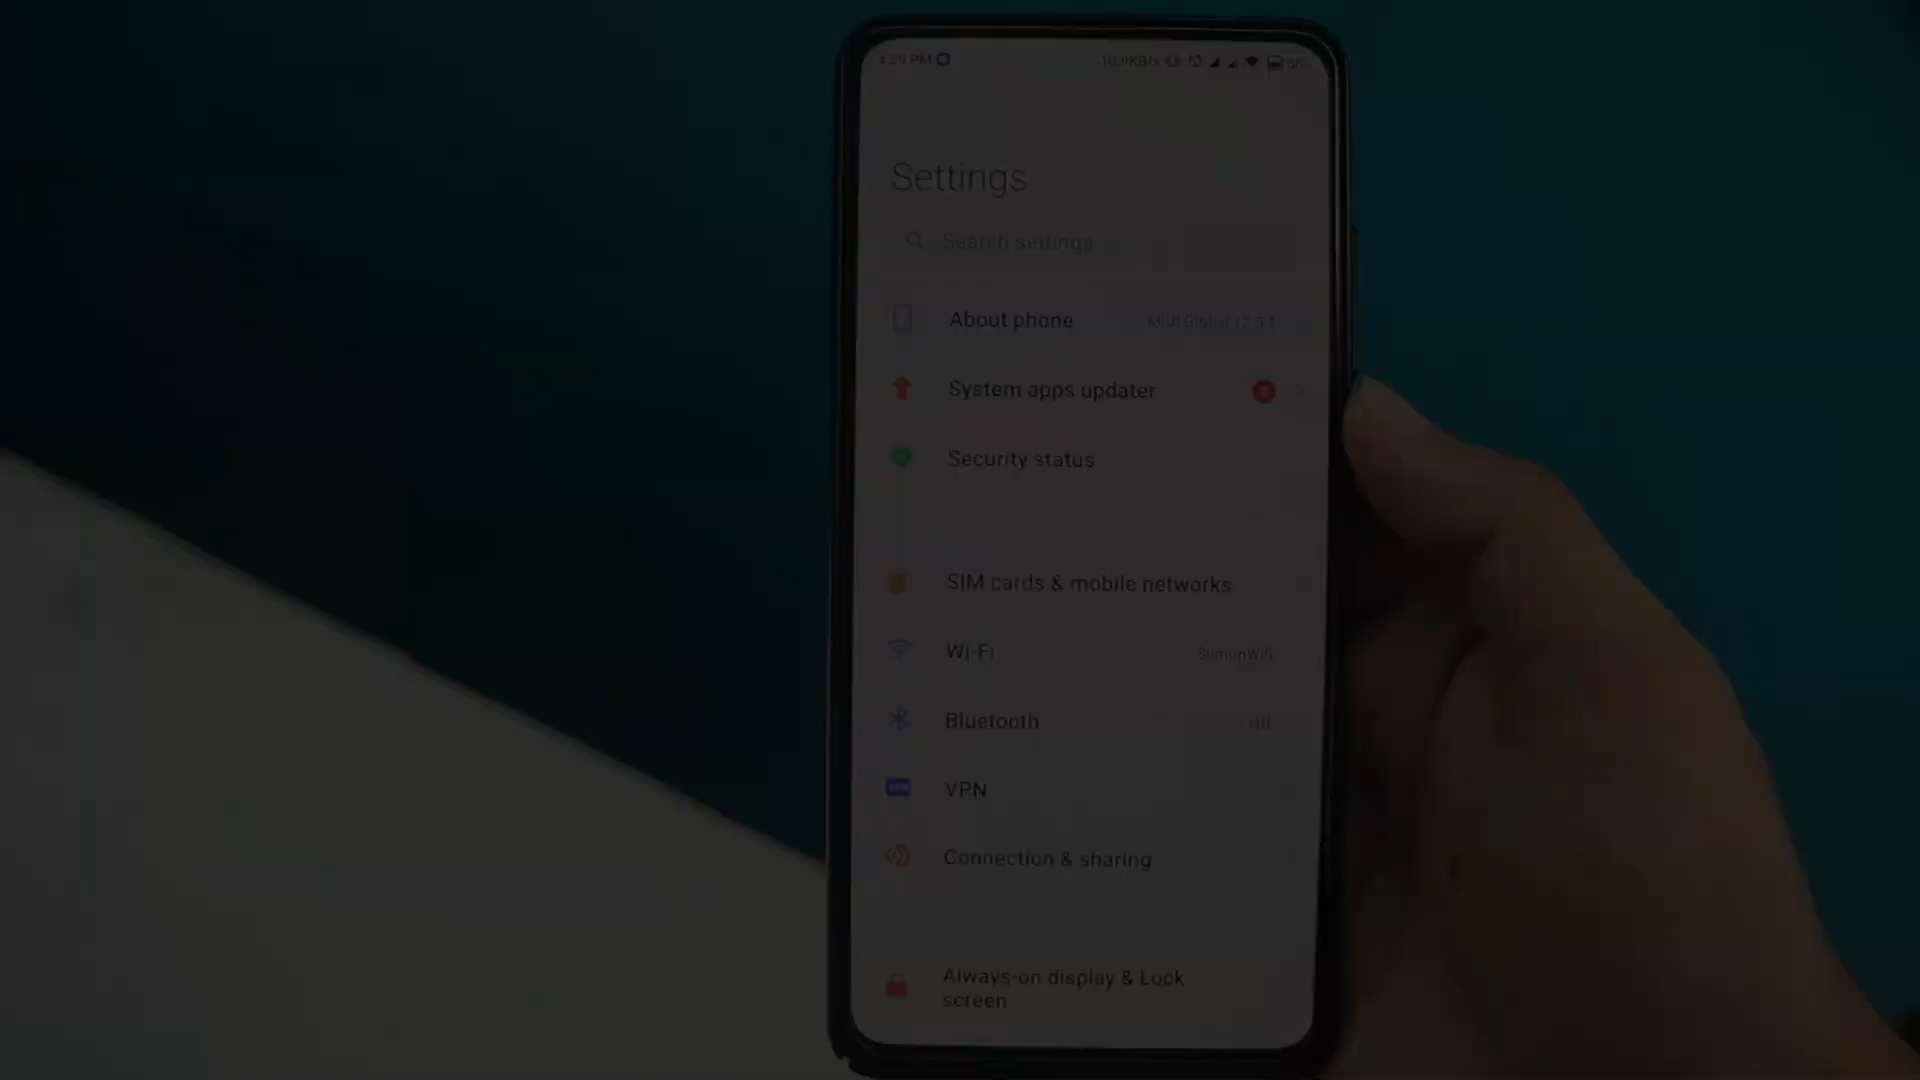 Settings
Search settings
About phone
System apps updater
Security status
SIM cards & mobile networks
Wi-Fi
Bluetooth
VPN
Connection & sharing
Always-on display & Lock
screen